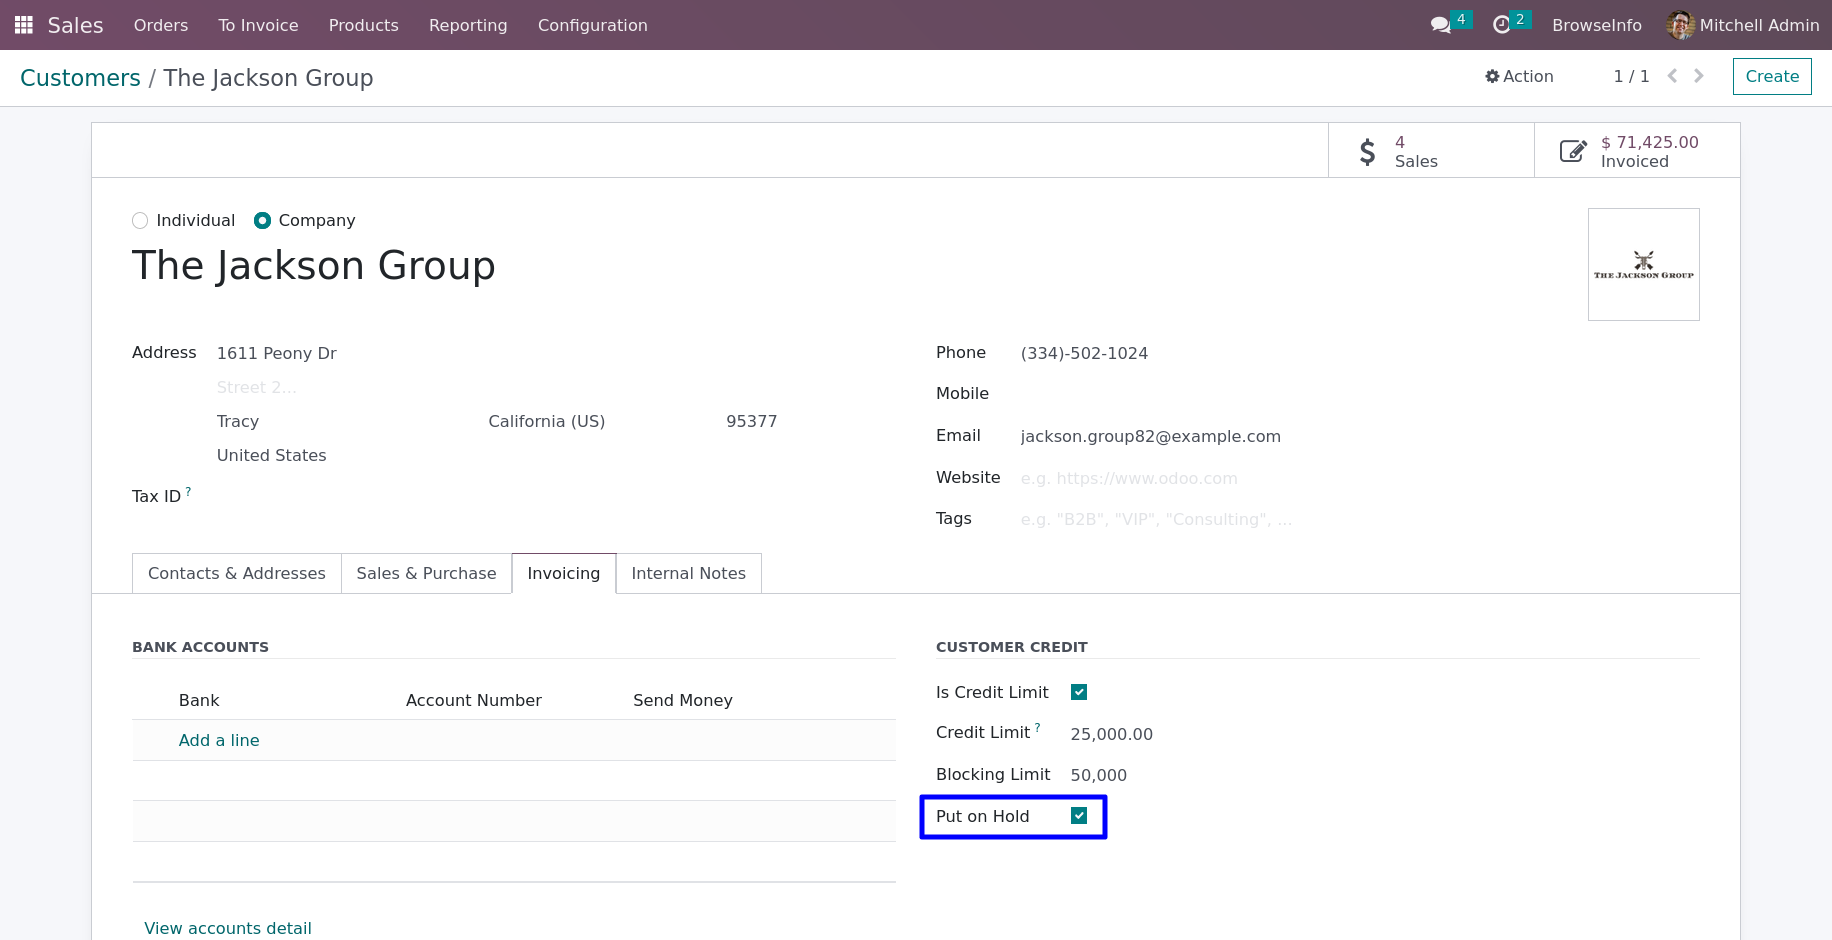 Sales Orders To Invoice Products Reporting Configuration 4 2 BrowseInfo Mitchell Admin
Customers / The Jackson Group Action 1 / 1 Create
4
Sales
$ 71,425.00
Invoiced
Individual Company
The Jackson Group
THE JACKSON GROUP
Address 1611 Peony Dr
Street 2...
Tracy California (US) 95377
United States
Tax ID ?
Phone (334)-502-1024
Mobile
Email jackson.group82@example.com
Website e.g. https://www.odoo.com
Tags e.g. "B2B", "VIP", "Consulting", ...
Contacts & Addresses Sales & Purchase Invoicing Internal Notes
BANK ACCOUNTS
Bank Account Number Send Money
Add a line
View accounts detail
CUSTOMER CREDIT
Is Credit Limit
Credit Limit ? 25,000.00
Blocking Limit 50,000
Put on Hold